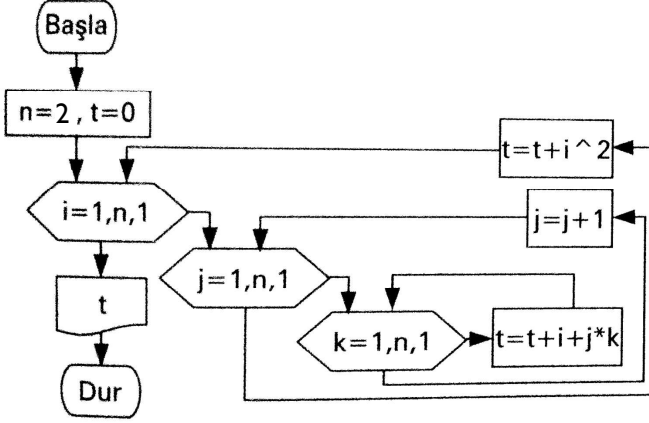 Başla
n=2 , t=0
t=t+i^2
i=1,n,1
j=j+1
j=1,n,1
t
k=1,n,1
t=t+i+j*k
Dur